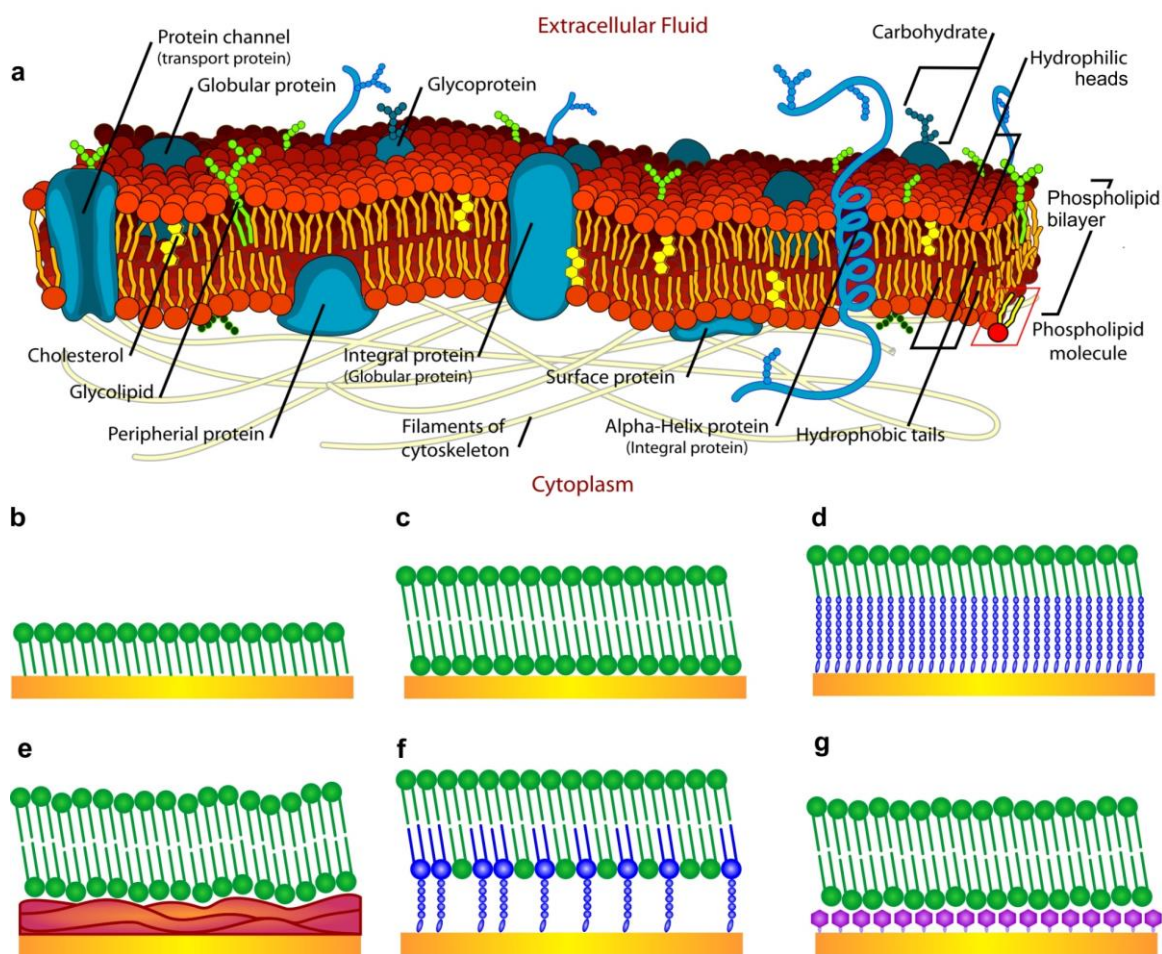 Extracellular Fluid
a
Protein channel
(transport protein)
Globular protein
Glycoprotein
Carbohydrate
Hydrophilic
heads
Phospholipid
bilayer
Phospholipid
molecule
Cholesterol
Glycolipid
Peripherial protein
Integral protein
(Globular protein)
Filaments of
cytoskeleton
Surface protein
Alpha-Helix protein
(Integral protein)
Hydrophobic tails
Cytoplasm
b
c
d
e
f
g